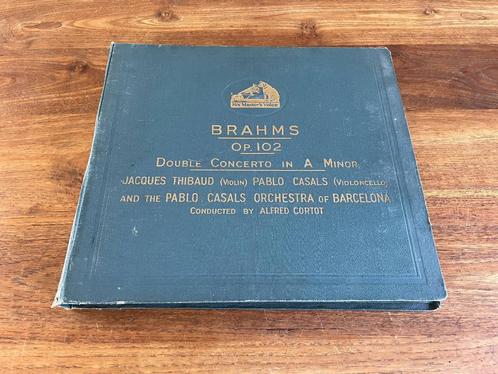 His Master's Voice
BRAHMS
OP. 102
DOUBLE CONCERTO IN A MINOR
JACQUES THIBAUD (VIOLIN) PABLO CASALS (VIOLONCELLO)
AND THE PABLO CASALS ORCHESTRA OF BARCELONA
CONDUCTED BY ALFRED CORTOT